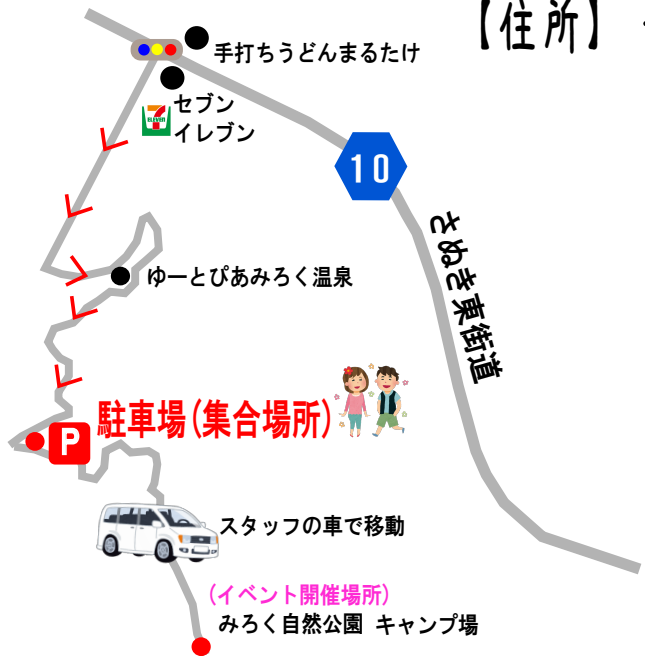 【住所】
手打ちうどんまるたけ
セブン
イレブン
7
ELEVEN
10
さぬき東街道
ゆーとぴあみろく温泉
駐車場(集合場所)
P
スタッフの車で移動
(イベント開催場所)
みろく自然公園 キャンプ場